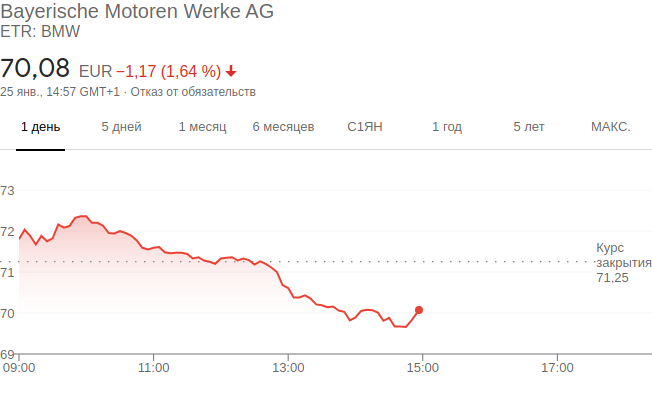 Bayerische Motoren Werke AG
ETR: BMW
70,08 EUR −1,17 (1,64 %)
25 янв., 14:57 GMT+1 · Отказ от обязательств
1 день 5 дней 1 месяц 6 месяцев С1ЯН 1 год 5 лет МАКС.
73
72
Курс
закрытия
71,25
71
70
69
09:00 11:00 13:00 15:00 17:00